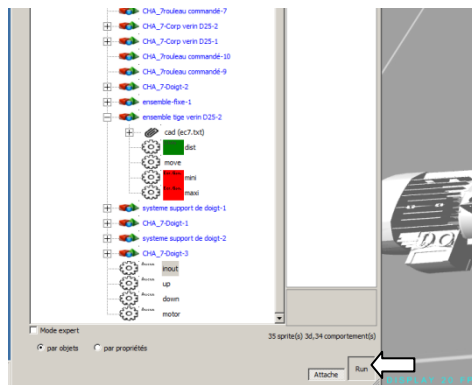 CHA_7rouleau commandé-7
CHA_7-Corp verin D25-2
CHA_7-Corp verin D25-1
CHA_7rouleau commandé-10
CHA_7rouleau commandé-9
CHA_7-Doigt-2
ensemble-fixe-1
ensemble tige verin D25-2
cad (ec7.txt)
dist
move
mini
maxi
systeme support de doigt-1
CHA_7-Doigt-1
systeme support de doigt-2
CHA_7-Doigt-3
inout
up
down
motor
Mode expert
35 sprite(s) 3d,34 comportement(s)
par objets par propriétés
Attache Run